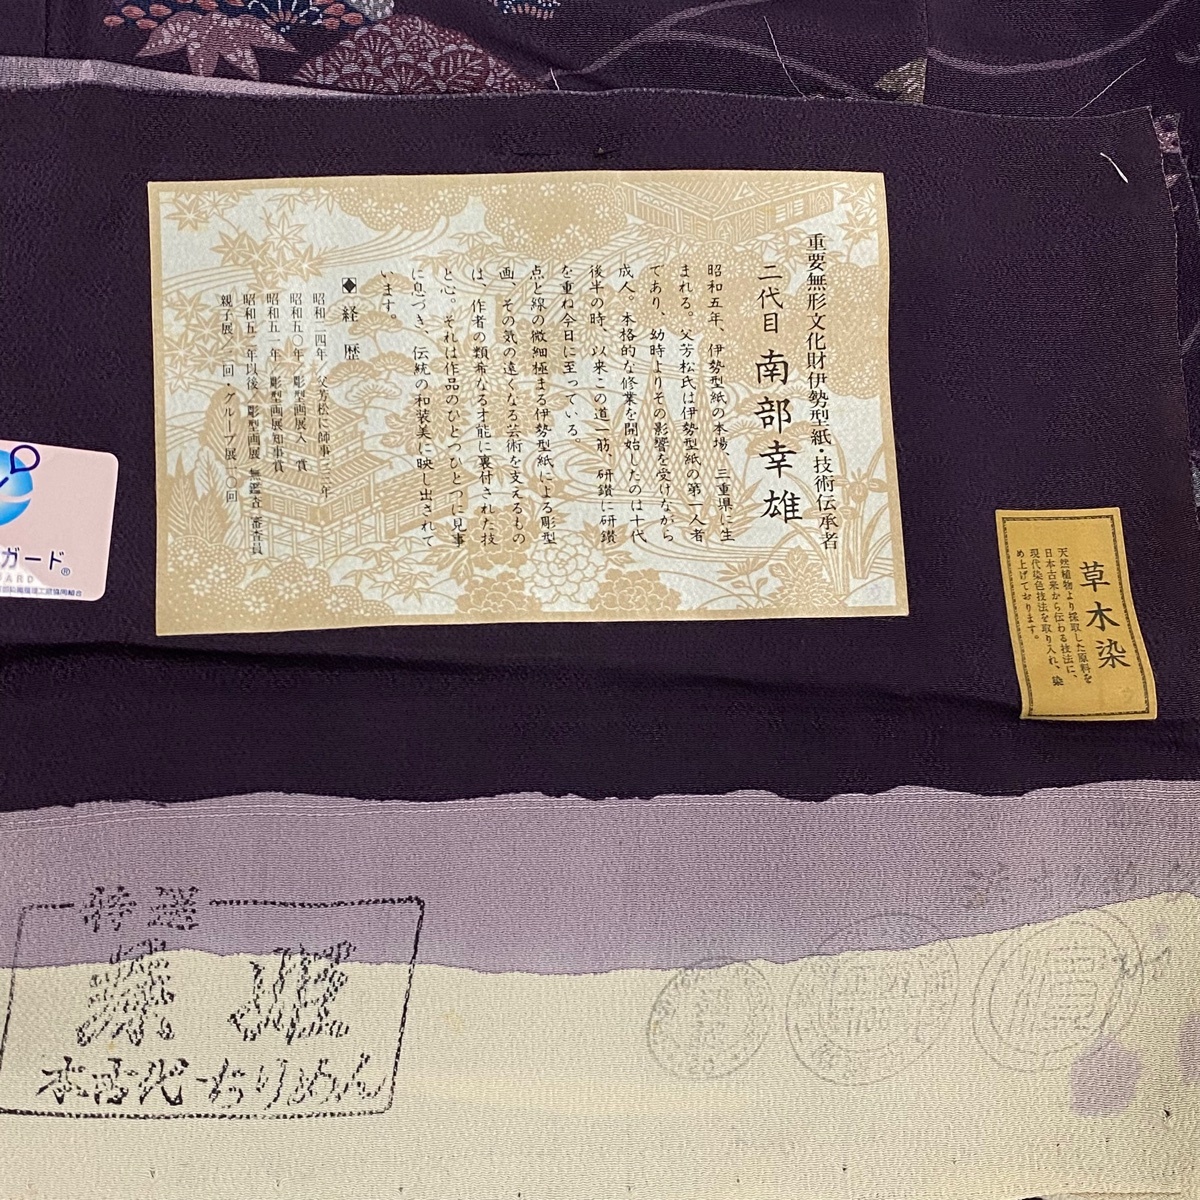 重要無形文化財伊勢型紙・技術伝承者
二代目 南部幸雄
昭和五年、伊勢型紙の本場、三重県に生
まれる。父芳松氏は伊勢型紙の第一人者
であり、幼時よりその影響を受けながら
成人。本格的な修業を開始したのは十代
後半の時、以来この道一筋、研鑽に研鑽
を重ね今日に至っている。
点と線の微細極まる伊勢型紙による彫型
画、その気の遠くなる芸術を支えるもの
は、作者の類希なる才能に裏付された技
と心。それは作品のひとつひとつに見事
に息づき、伝統の和装美に映し出されて
います。
◆経歴
昭和二四年/父芳松に師事(二三年
昭和五〇年/彫型画展入 賞
昭和五一年/彫型画展知事賞
昭和五二年以後/彫型画展 無鑑査 審査員
親子展/二回・グループ展一〇回
草木染
天然植物より採取した原料を
日本古来から伝わる技法に、
現代染色技法を取り入れ、染
め上げております。
ガード®
特選
本古代ちりめん